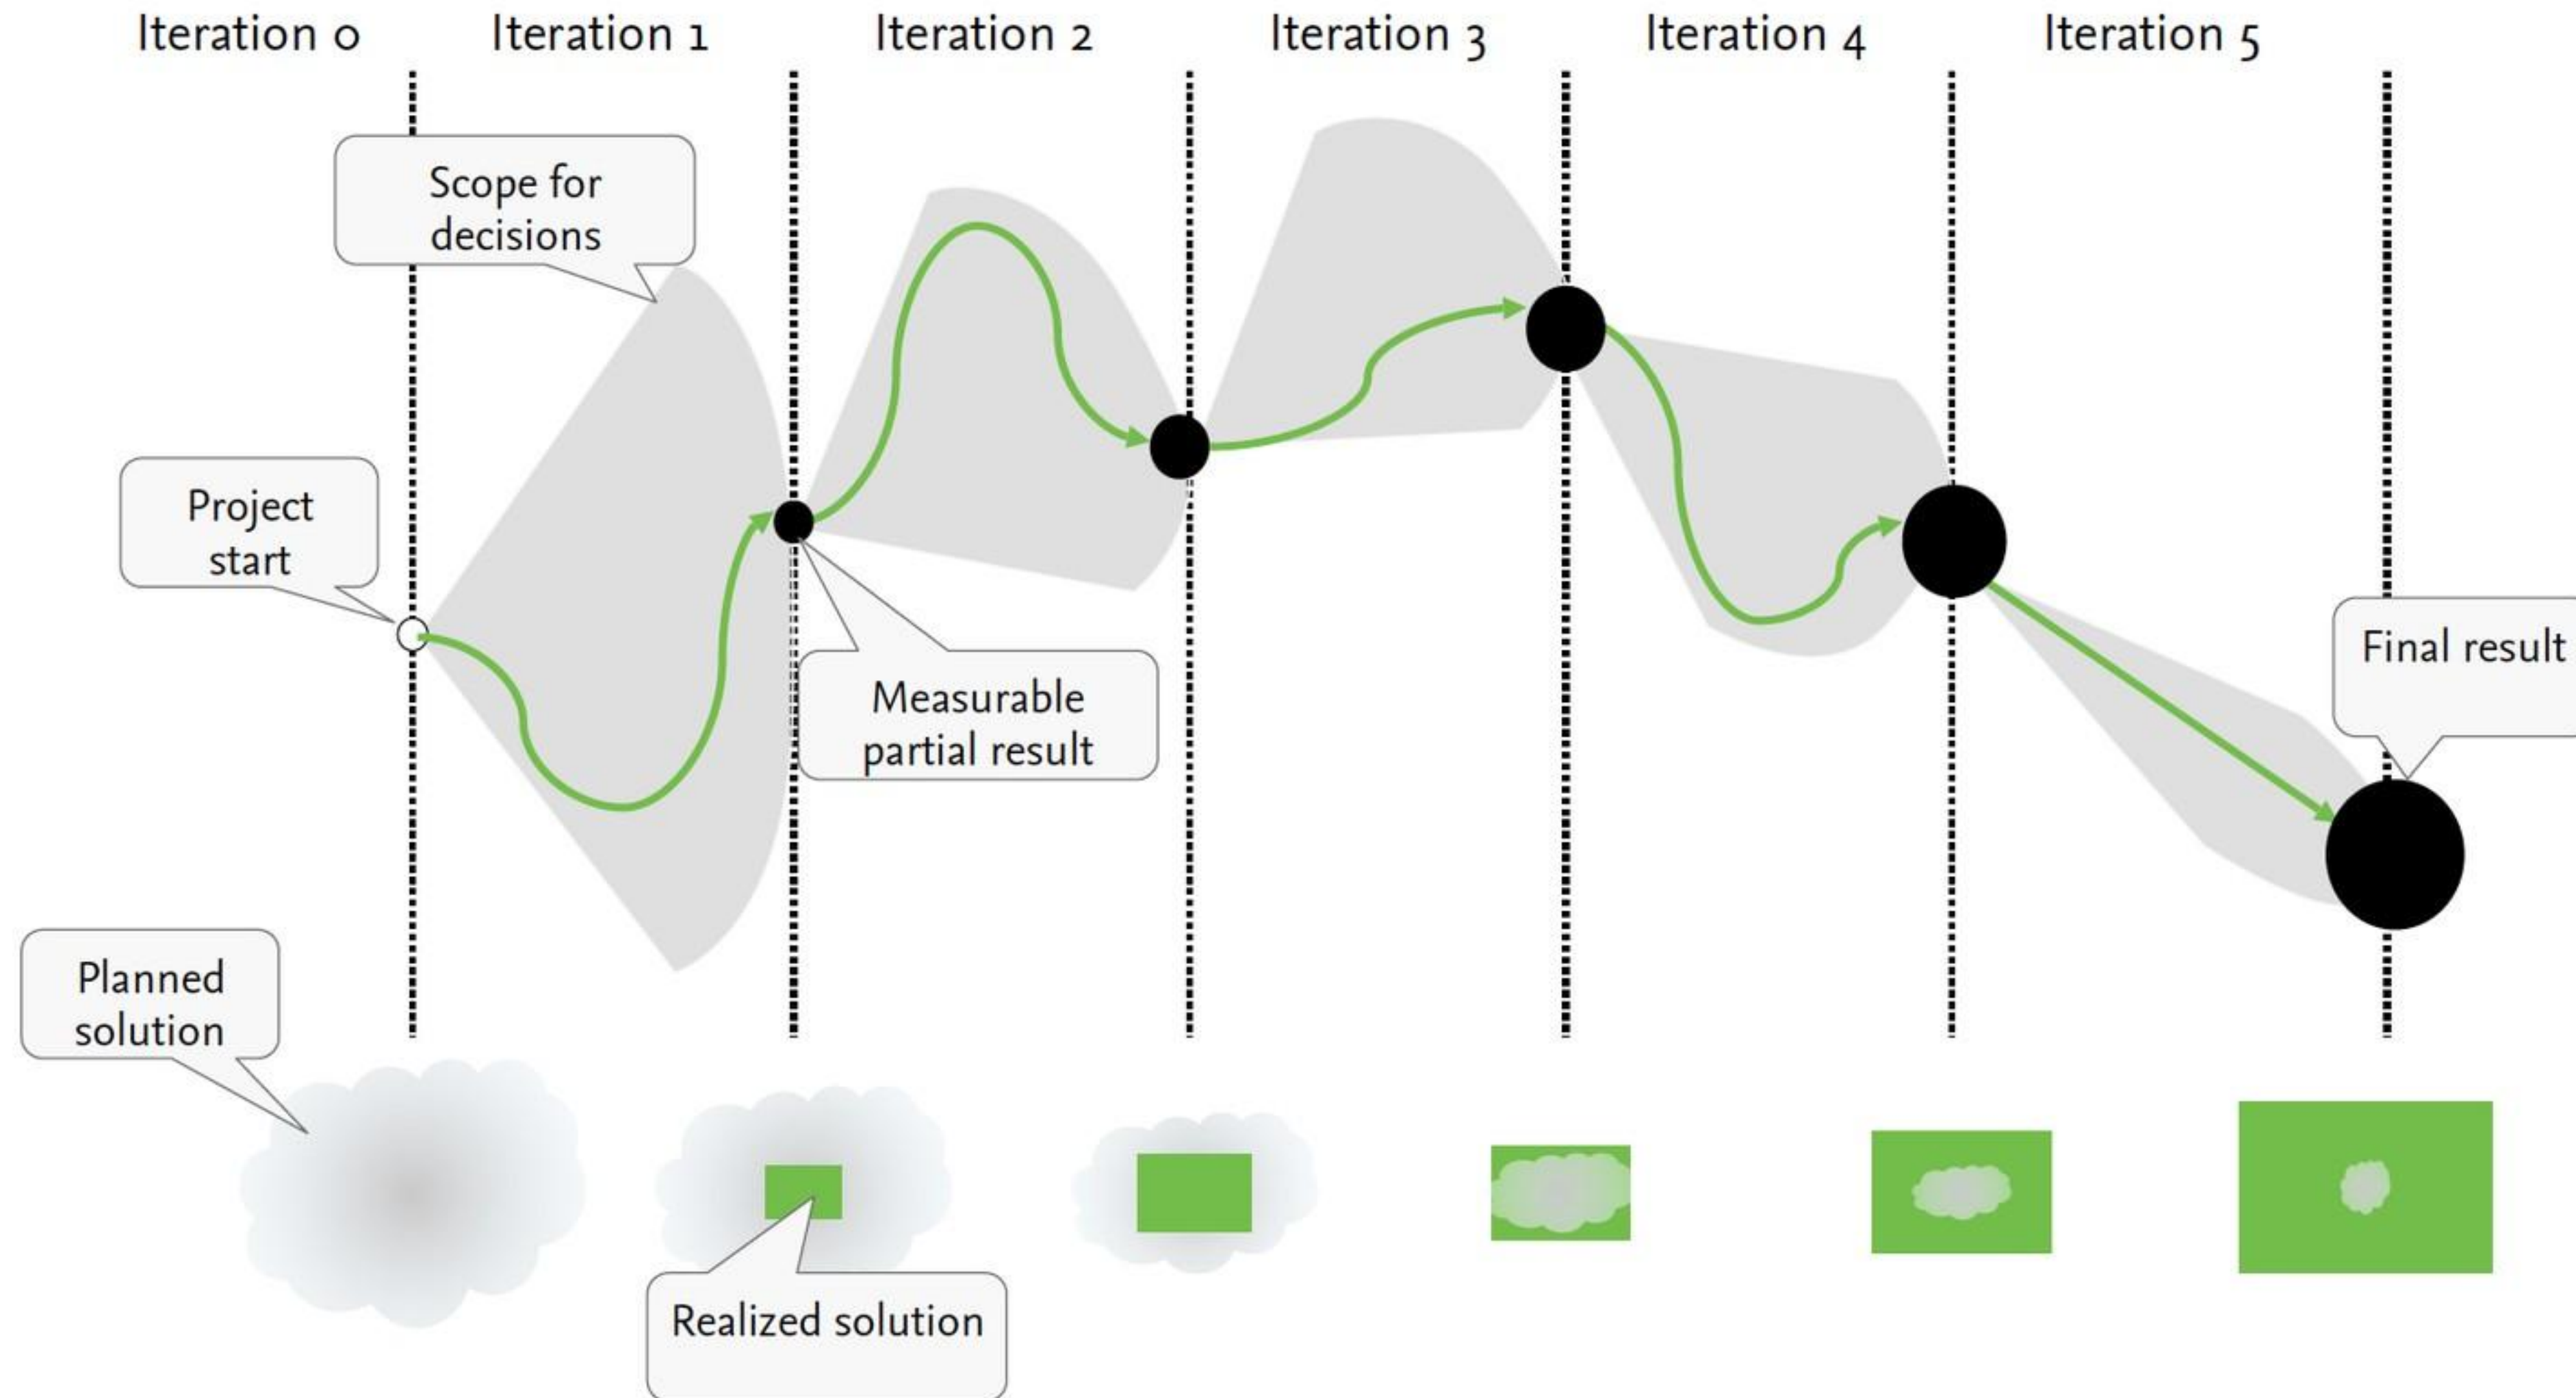 Iteration 0
Iteration 1
Iteration 2
Iteration 3
Iteration 4
Iteration 5
Scope for
decisions
Project
start
Measurable
partial result
Final result
Planned
solution
Realized solution